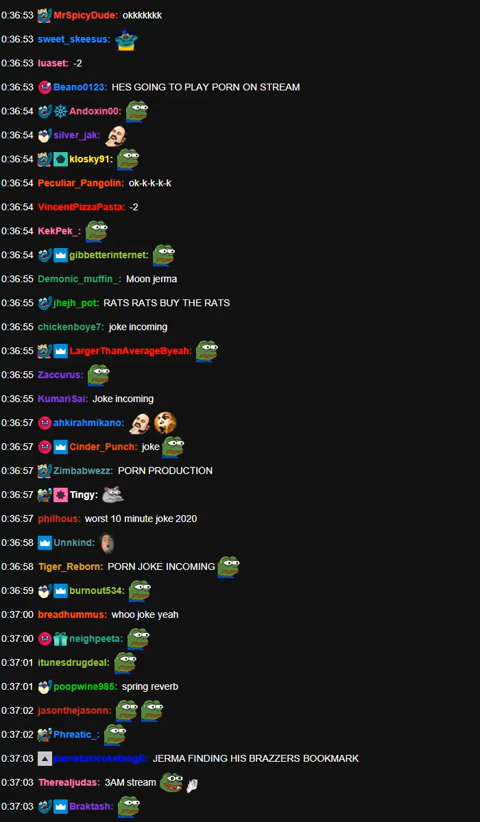 0:36:53 MrSpicyDude: okkkkkkk
0:36:53 sweet_skeesus:
0:36:53 luaset: -2
0:36:53 Beano0123: HES GOING TO PLAY PORN ON STREAM
0:36:54 Andoxin00:
0:36:54 silver_jak:
0:36:54 klosky91:
0:36:54 Peculiar_Pangolin: ok-k-k-k-k
0:36:54 VincentPizzaPasta: -2
0:36:54 KekPek_:
0:36:54 gibbetterinternet:
0:36:55 Demonic_muffin_: Moon jerma
0:36:55 jhejh_pot: RATS RATS BUY THE RATS
0:36:55 chickenboye7: joke incoming
0:36:55 LargerThanAverageByeah:
0:36:55 Zaccurus:
0:36:55 KumariSai: Joke incoming
0:36:57 ahkirahmikano:
0:36:57 Cinder_Punch: joke
0:36:57 Zimbabwezz: PORN PRODUCTION
0:36:57 Tingy:
0:36:57 philhous: worst 10 minute joke 2020
0:36:58 Unnkind:
0:36:58 Tiger_Reborn: PORN JOKE INCOMING
0:36:59 burnout534:
0:37:00 breadhummus: whoo joke yeah
0:37:00 neighpeeta:
0:37:01 itunesdrugdeal:
0:37:01 poopwine985: spring reverb
0:37:02 jasonthejasonn:
0:37:02 Phreatic_:
0:37:03 JERMA FINDING HIS BRAZZERS BOOKMARK
0:37:03 Therealjudas: 3AM stream
0:37:03 Braktash: